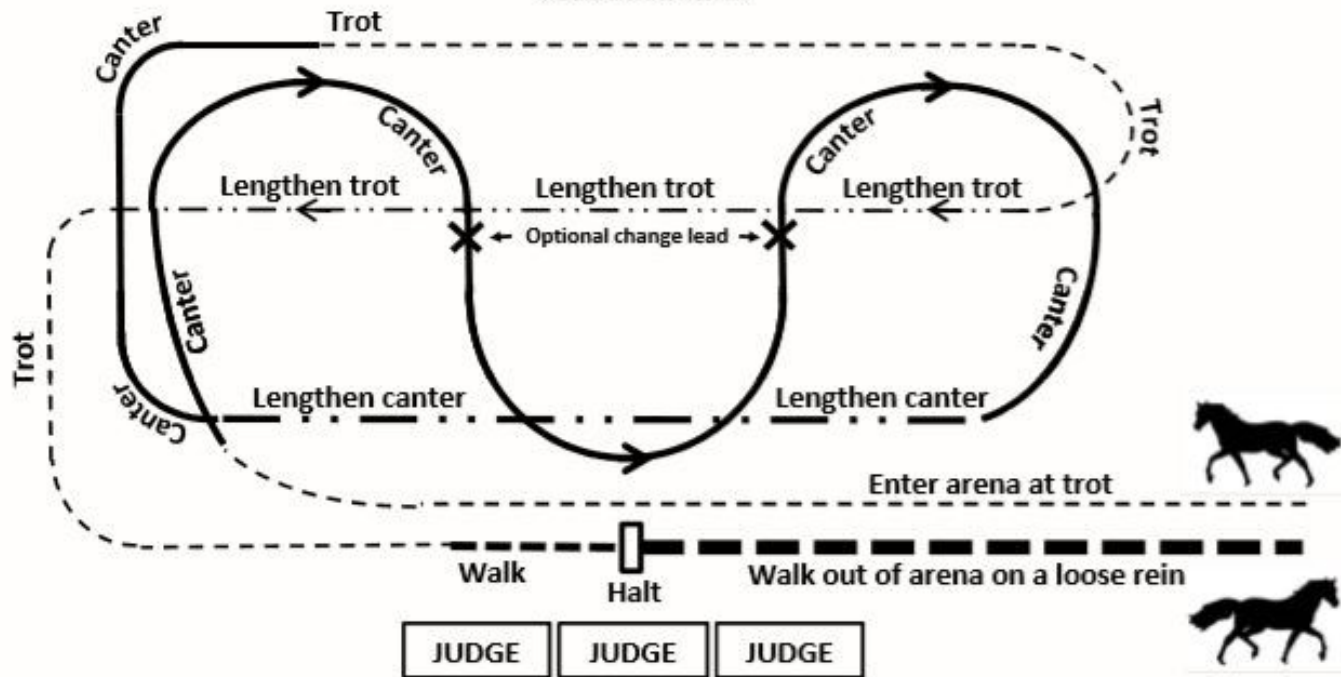 Trot
Canter
Canter
Canter
Trot
Lengthen trot
Lengthen trot
Lengthen trot
Optional change lead
Canter
Canter
Trot
Lengthen canter
Lengthen canter
Canter
Enter arena at trot
Walk
Halt
Walk out of arena on a loose rein
JUDGE
JUDGE
JUDGE